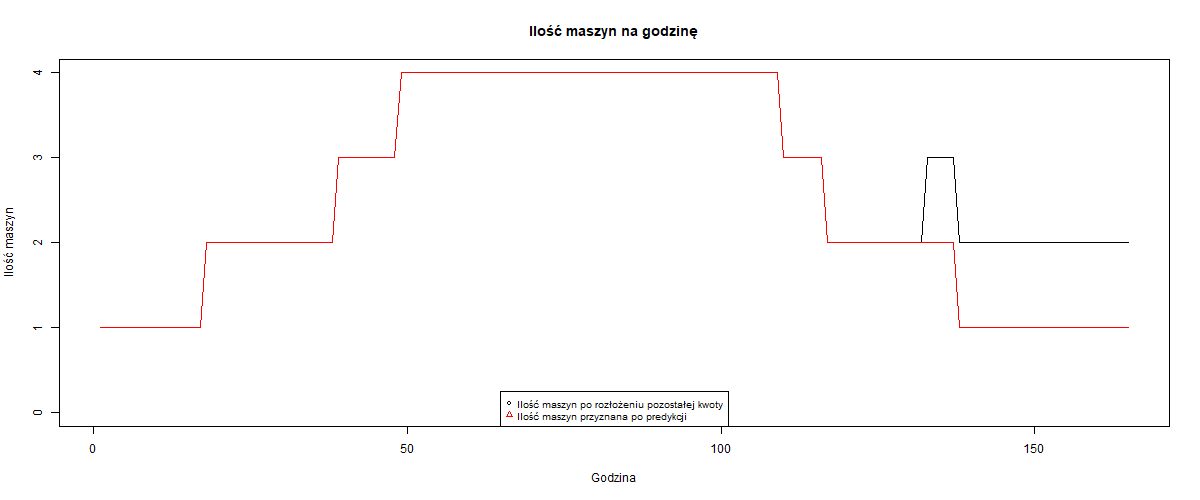 Ilość maszyn na godzinę
Ilość maszyn
4
3
2
1
0
Ilość maszyn po rozłożeniu pozostałej kwoty
Ilość maszyn przyznana po predykcji
0 50 100 150
Godzina